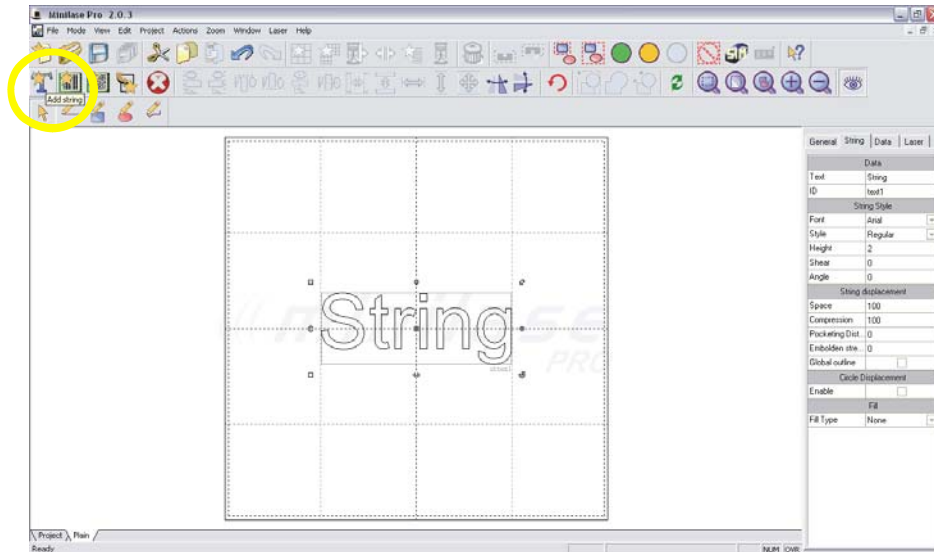 Minilase Pro 2.0.3
File Mode View Edit Project Actions Zoom Window Laser Help
Add string
General String Data Laser
Data
Text String
ID text1
String Style
Font Arial
Style Regular
Height 2
Shear 0
Angle 0
String displacement
Space 100
Compression 100
Pocketing Dist... 0
Embolden stre... 0
Global outline
Circle Displacement
Enable
Fill
Fill Type None
String
PRO
Project Plain
Ready NUM OVR